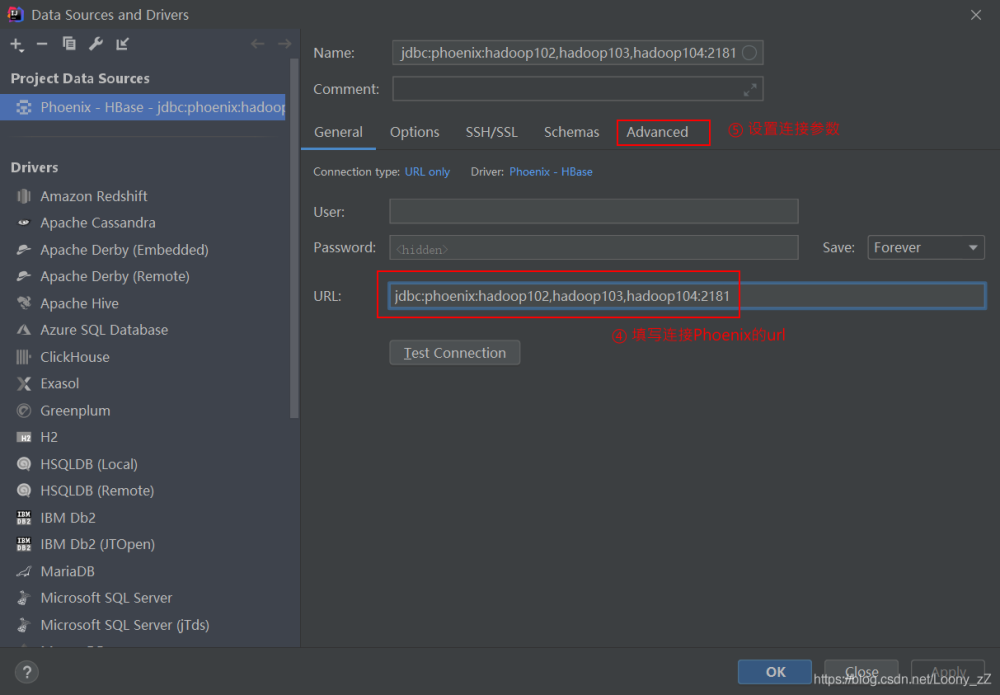 Data Sources and Drivers
Project Data Sources
Phoenix - HBase - jdbc:phoenix:hadoop
Drivers
Amazon Redshift
Apache Cassandra
Apache Derby (Embedded)
Apache Derby (Remote)
Apache Hive
Azure SQL Database
ClickHouse
Exasol
Greenplum
H2
HSQLDB (Local)
HSQLDB (Remote)
IBM Db2
IBM Db2 (JTOpen)
MariaDB
Microsoft SQL Server
Microsoft SQL Server (jTds)
Name: jdbc:phoenix:hadoop102,hadoop103,hadoop104:2181
Comment:
General Options SSH/SSL Schemas Advanced ⑤ 设置连接参数
Connection type: URL only Driver: Phoenix - HBase
User:
Password: <hidden> Save: Forever
URL: jdbc:phoenix:hadoop102,hadoop103,hadoop104:2181
④ 填写连接Phoenix的url
Test Connection
? OK Close Apply
https://blog.csdn.net/Loony_zZ